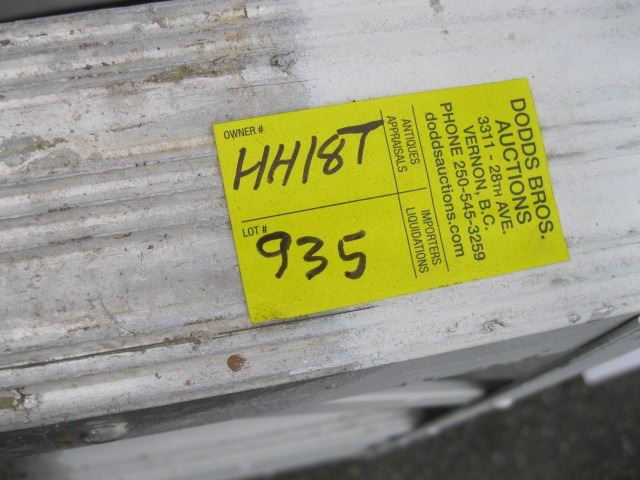 OWNER #
HH18T
LOT #
935
ANTIQUES
APPRAISALS
IMPORTERS
LIQUIDATIONS
DODDS BROS.
AUCTIONS
3311 - 28TH AVE.
VERNON, B.C.
PHONE 250-545-3259
doddsauctions.com